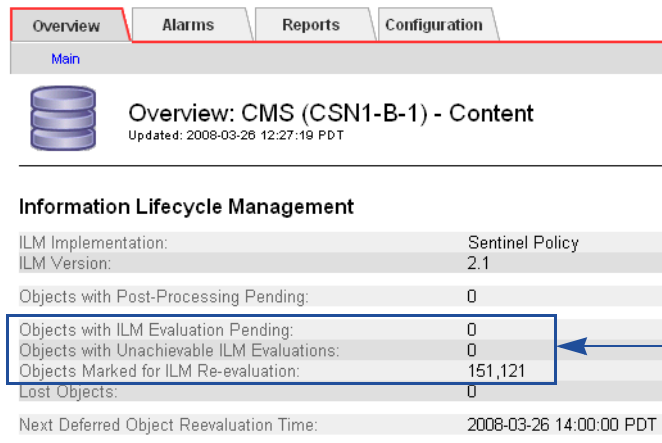 Overview Alarms Reports Configuration
Main
Overview: CMS (CSN1-B-1) - Content
Updated: 2008-03-26 12:27:19 PDT
Information Lifecycle Management
ILM Implementation: Sentinel Policy
ILM Version: 2.1
Objects with Post-Processing Pending: 0
Objects with ILM Evaluation Pending: 0
Objects with Unachievable ILM Evaluations: 0
Objects Marked for ILM Re-evaluation: 151,121
Lost Objects: 0
Next Deferred Object Reevaluation Time: 2008-03-26 14:00:00 PDT